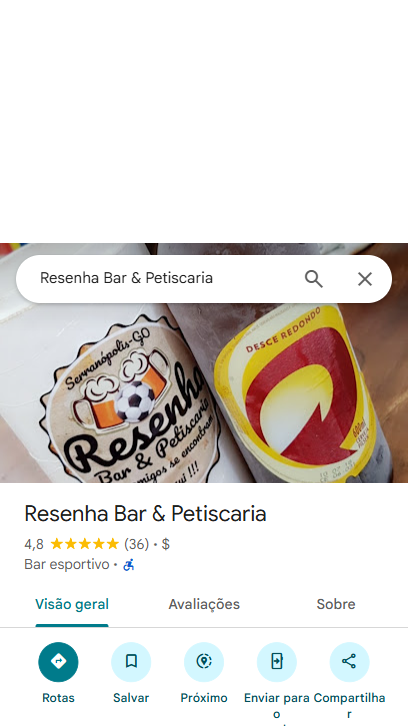 Resenha Bar & Petiscaria
Serranópolis-GO
Resenha
Bar & Petiscaria
amigos se encontram
aqui !!!
DESCE REDONDO
600ml
Resenha Bar & Petiscaria
4,8 ★★★★★ (36) · $
Bar esportivo ·
Visão geral Avaliações Sobre
Rotas Salvar Próximo Enviar para o Compartilhar